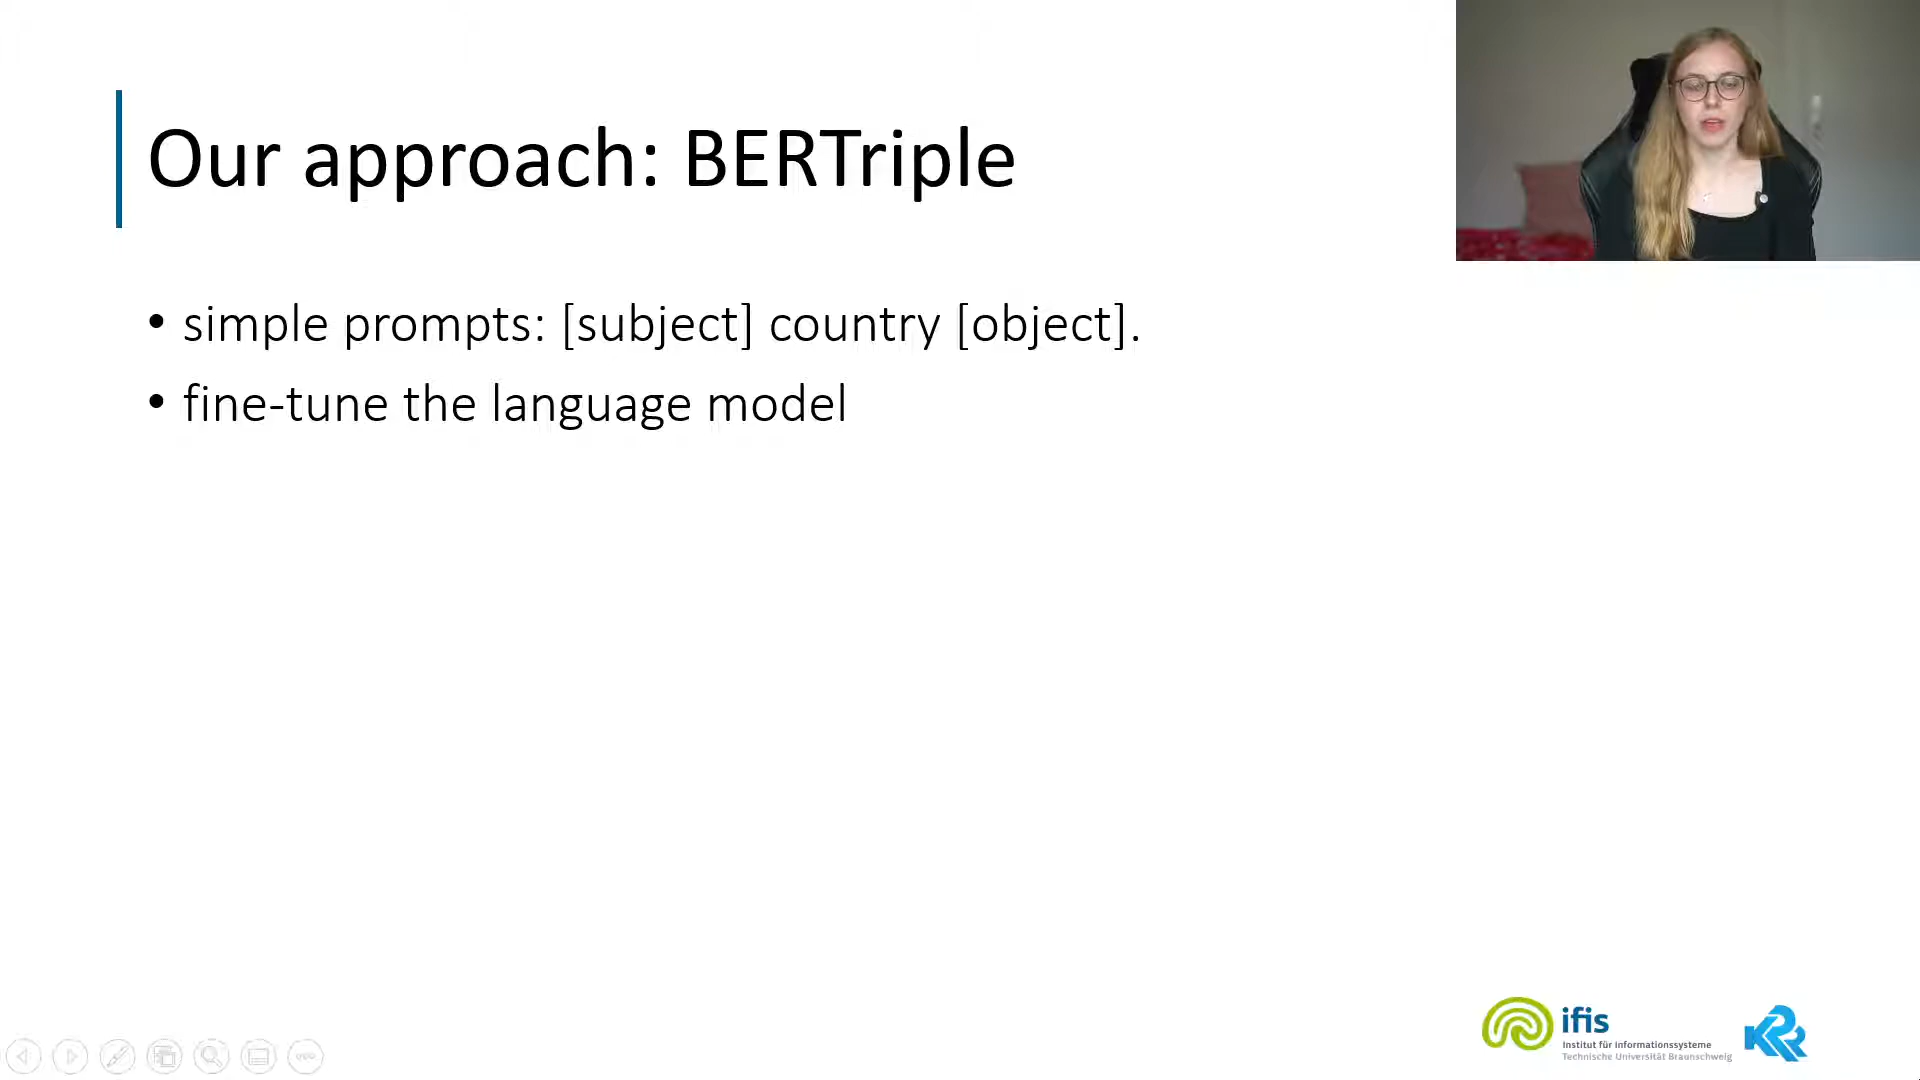 Our approach: BERTriple
• simple prompts: [subject] country [object].
• fine-tune the language model
ifis
Institut für Informationssysteme
Technische Universität Braunschweig
KRR